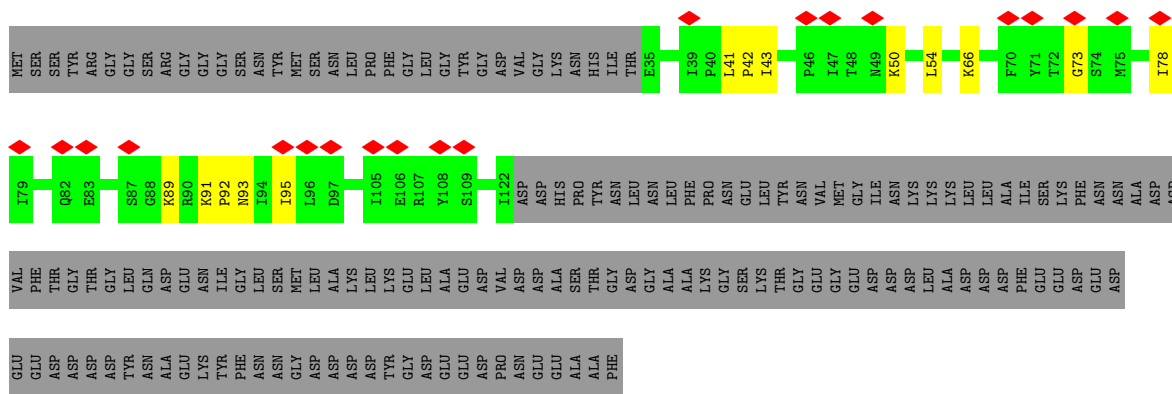 MET SER SER TYR ARG GLY GLY SER ARG GLY GLY GLY SER ASN TYR MET SER ASN LEU PRO PHE GLY LEU GLY TYR GLY ASP VAL GLY LYS ASN HIS ILE THR E35 I39 P40 L41 P42 I43 P46 I47 T48 N49 K50 L54 K66 F70 Y71 T72 G73 S74 M75 I78
I79 Q82 E83 S87 G88 K89 R90 K91 P92 N93 I94 I95 L96 D97 I105 E106 R107 Y108 S109 I122 ASP ASP HIS PRO TYR ASN LEU ASN LEU PHE PRO ASN GLU LEU TYR ASN VAL MET GLY ILE ASN LYS LYS LYS LEU LEU ALA ILE SER LYS PHE ASN ASN ALA ASP ASP
VAL PHE THR GLY THR GLY LEU GLN ASP GLU ASN ILE GLY LEU SER MET LEU ALA LYS LEU LYS GLU LEU ALA GLU ASP VAL ASP ASP ALA SER THR GLY ASP GLY ALA ALA LYS GLY SER LYS THR GLY GLU GLY GLU ASP ASP ASP LEU ALA ASP ASP ASP PHE GLU GLU ASP GLU ASP
GLU GLU ASP ASP ASP ASP TYR ASN ALA GLU LYS TYR PHE ASN ASN GLY ASP ASP ASP ASP TYR GLY ASP GLU GLU ASP PRO ASN GLU GLU ALA ALA PHE